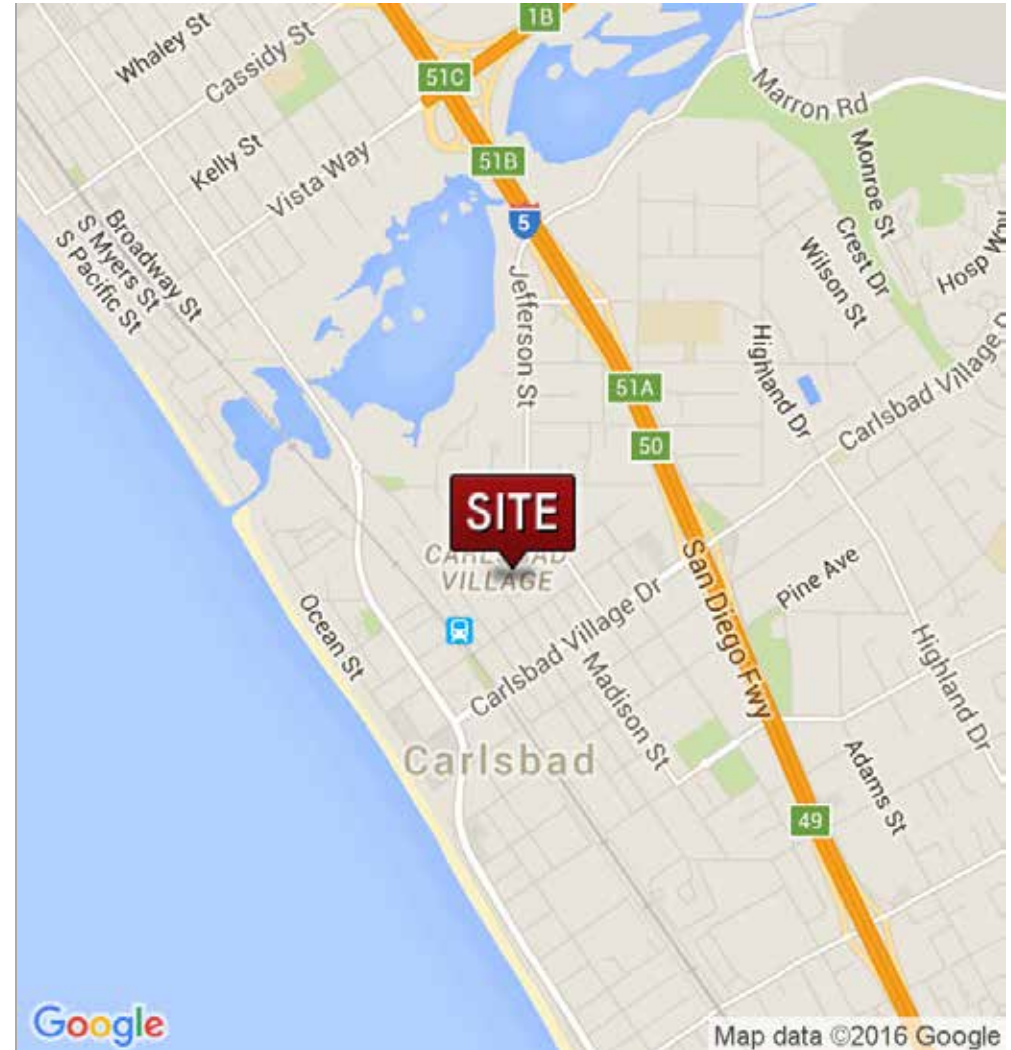 1B
Whaley St
Cassidy St
51C
Marron Rd
Kelly St
Vista Way
51B
Monroe St
5
Broadway St
S Myers St
S Pacific St
Crest Dr
Wilson St
Hosp Way
Jefferson St
Highland Dr
51A
Carlsbad Village D
50
SITE
CARLSBAD
VILLAGE
San Diego Fwy
Pine Ave
Ocean St
Carlsbad Village Dr
Madison St
Highland Dr
Carlsbad
Adams St
49
Google
Map data ©2016 Google